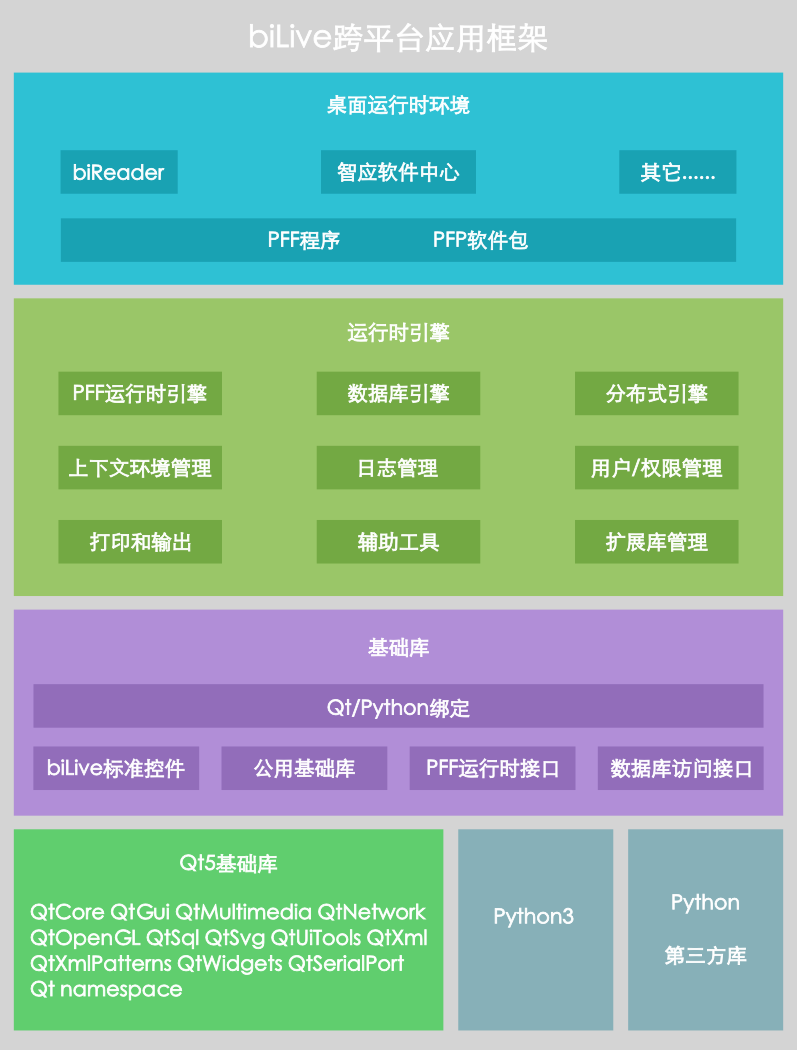 biLive跨平台应用框架
桌面运行时环境
biReader
智应软件中心
其它......
PFF程序
PFP软件包
运行时引擎
PFF运行时引擎
数据库引擎
分布式引擎
上下文环境管理
日志管理
用户/权限管理
打印和输出
辅助工具
扩展库管理
基础库
Qt/Python绑定
biLive标准控件
公用基础库
PFF运行时接口
数据库访问接口
Qt5基础库
QtCore QtGui QtMultimedia QtNetwork
QtOpenGL QtSql QtSvg QtUiTools QtXml
QtXmlPatterns QtWidgets QtSerialPort
Qt namespace
Python3
Python
第三方库